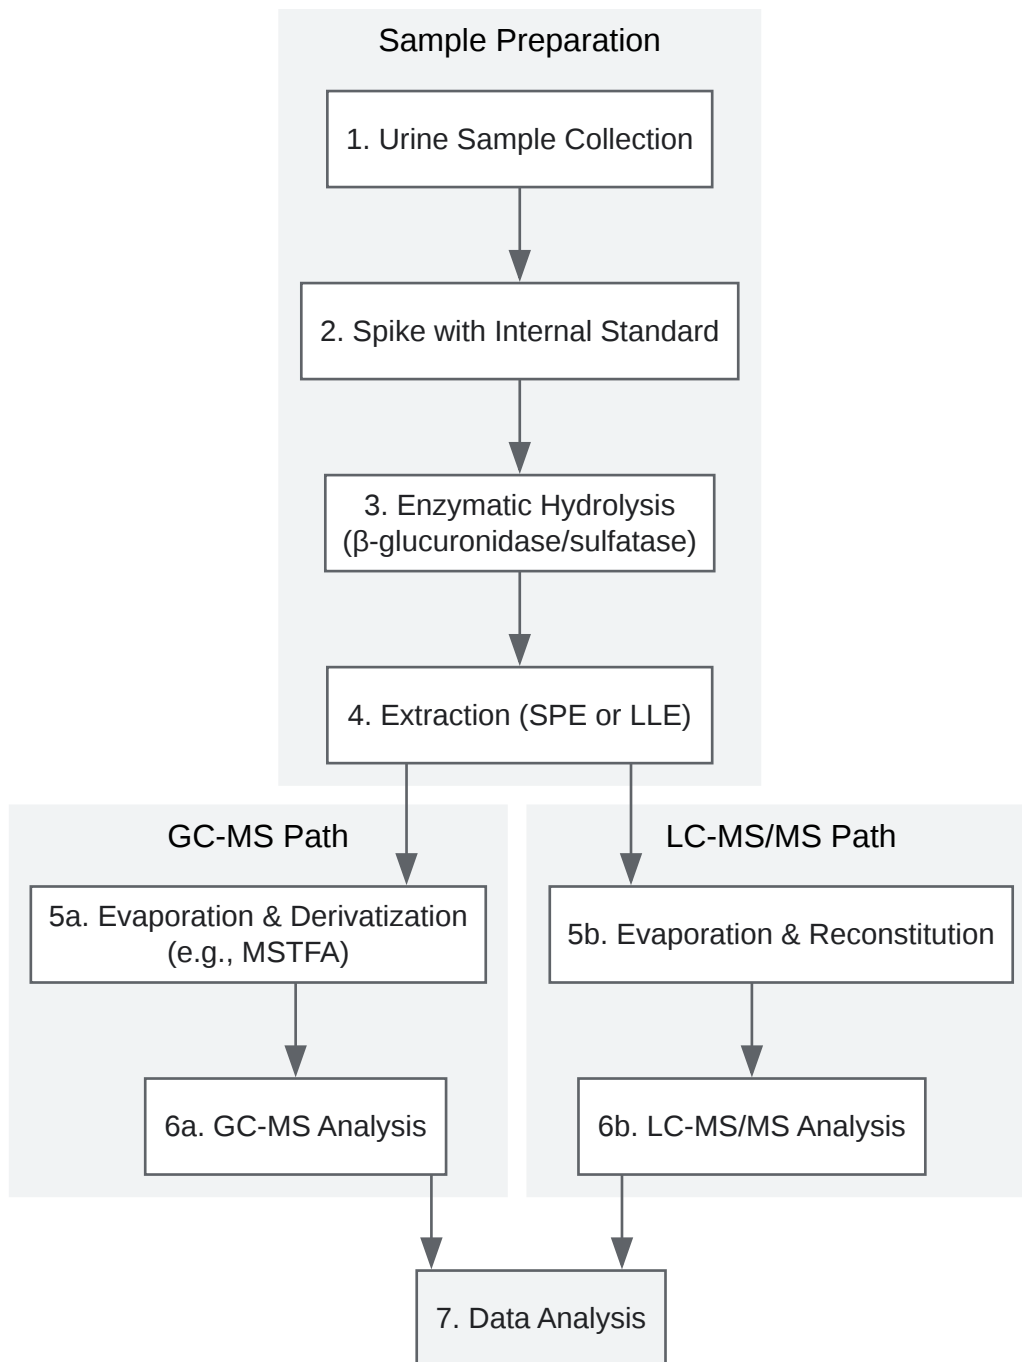 Sample Preparation
1. Urine Sample Collection
2. Spike with Internal Standard
3. Enzymatic Hydrolysis
(β-glucuronidase/sulfatase)
4. Extraction (SPE or LLE)
GC-MS Path
5a. Evaporation & Derivatization
(e.g., MSTFA)
6a. GC-MS Analysis
LC-MS/MS Path
5b. Evaporation & Reconstitution
6b. LC-MS/MS Analysis
7. Data Analysis